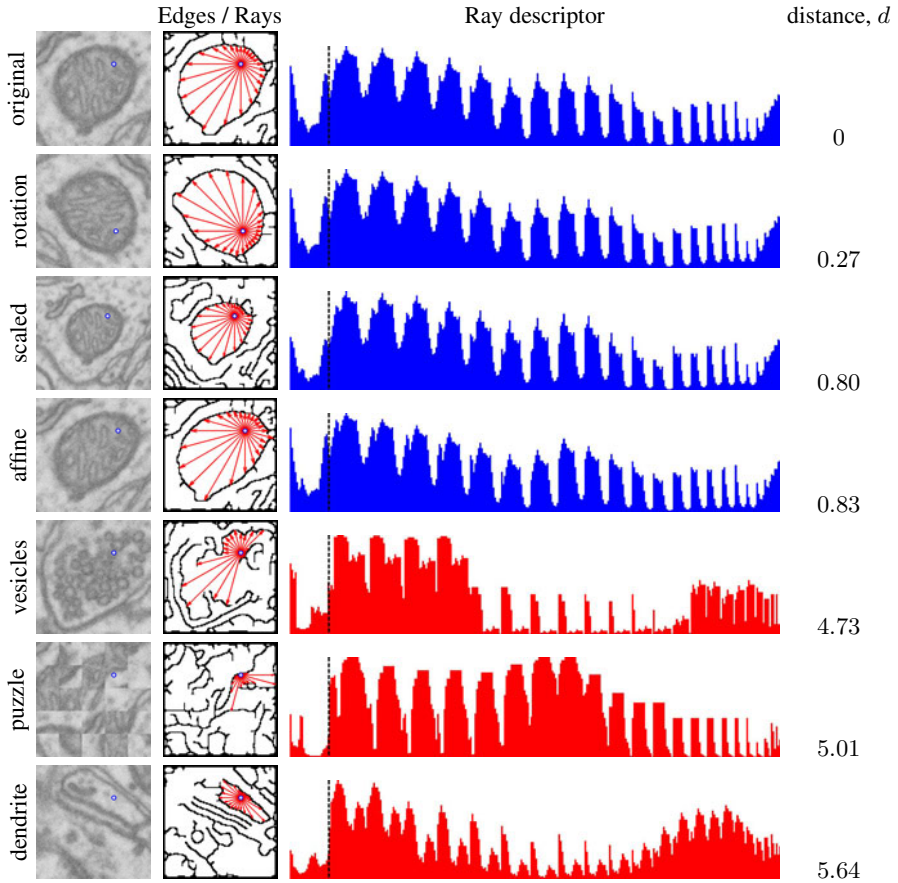 Edges / Rays Ray descriptor distance, d
original 0
rotation 0.27
scaled 0.80
affine 0.83
vesicles 4.73
puzzle 5.01
dendrite 5.64